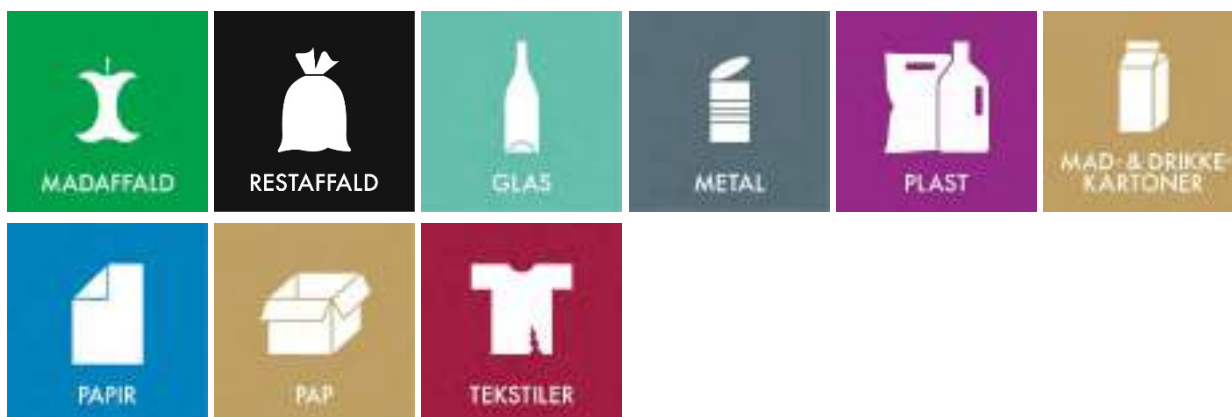 MADAFFALD
RESTAFFALD
GLAS
METAL
PLAST
MAD- & DRIKKE
KARTONER
PAPIR
PAP
TEKSTILER